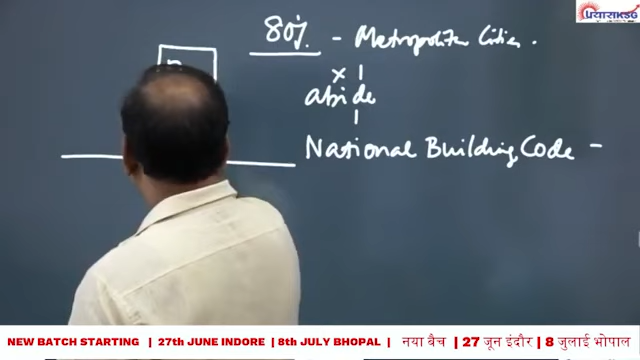 प्रयासIKSG
80% - Metropolitan Cities.
x
abide
National Building Code -
NEW BATCH STARTING | 27th JUNE INDORE | 8th JULY BHOPAL | नया बैच | 27 जून इंदौर | 8 जुलाई भोपाल